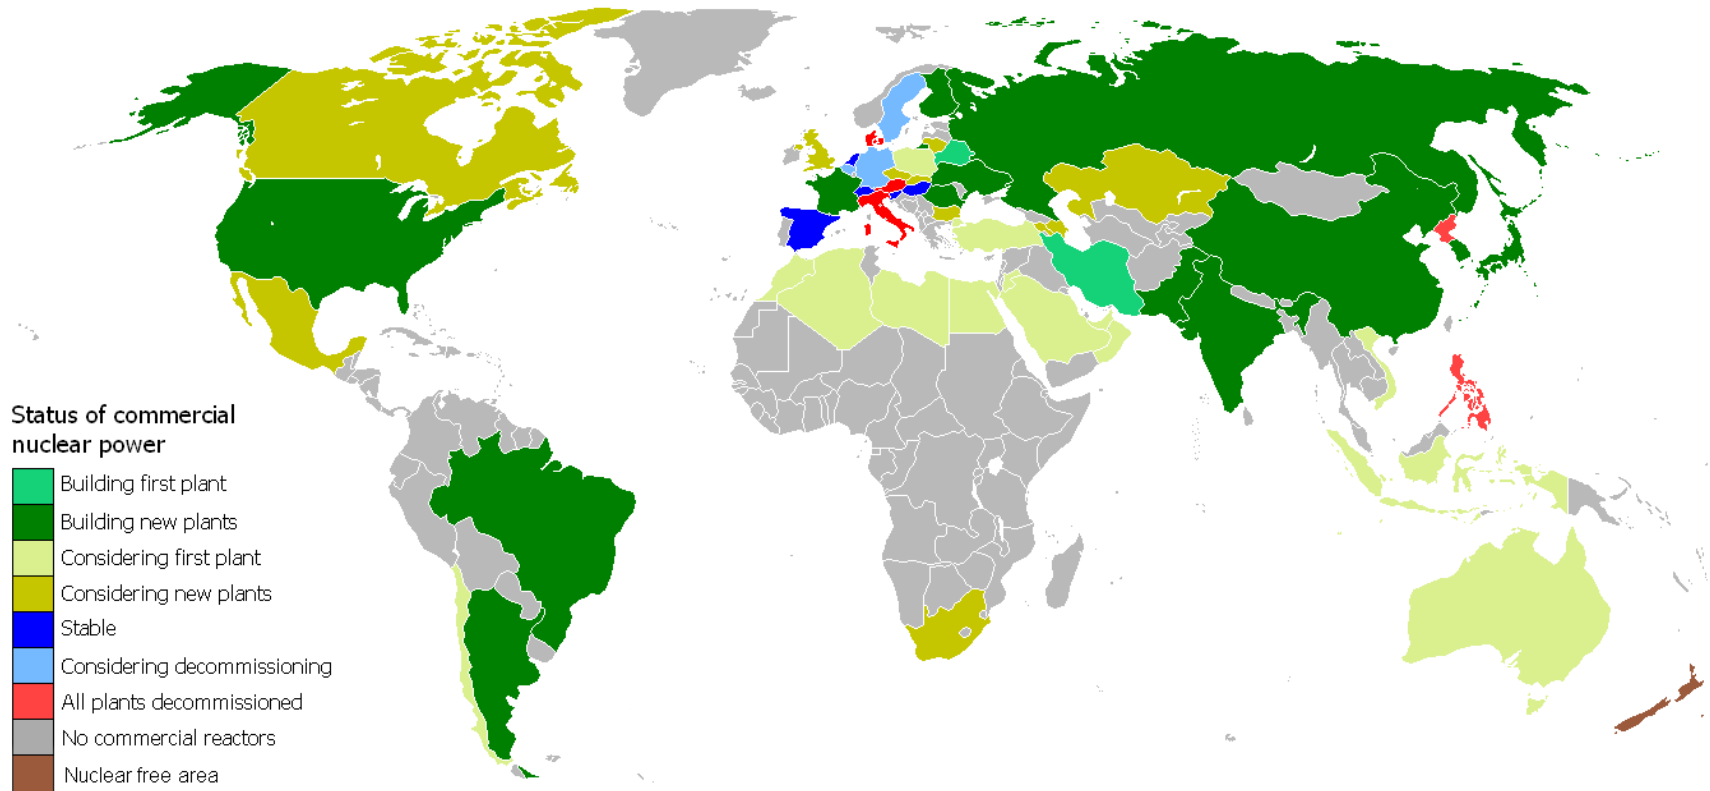 Status of commercial
nuclear power
Building first plant
Building new plants
Considering first plant
Considering new plants
Stable
Considering decommissioning
All plants decommissioned
No commercial reactors
Nuclear free area